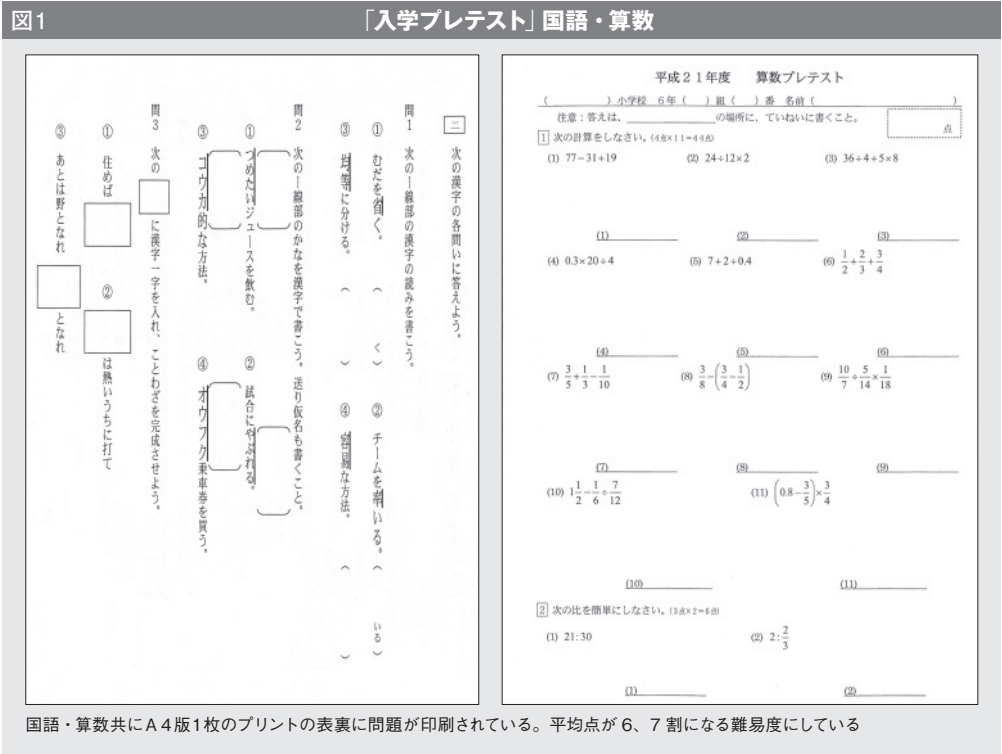 図1
「入学プレテスト」国語・算数
二 次の漢字の各問いに答えよう。
問1 次の―線部の漢字の読みを書こう。
① むだを省く。( く)
② チームを率いる。( いる)
③ 均等に分ける。( )
④ 容易な方法。( )
問2 次の―線部のかなを漢字で書こう。送り仮名も書くこと。
① つめたいジュースを飲む。
② 試合にやぶれる。
③ コウカ的な方法。
④ オウフク乗車券を買う。
問3 次の□に漢字一字を入れ、ことわざを完成させよう。
① 住めば□
② □は熱いうちに打て
③ あとは野となれ□となれ
平成21年度 算数プレテスト
( )小学校 6年( )組( )番 名前( )
注意:答えは、________の場所に、ていねいに書くこと。
点
1 次の計算をしなさい。(4点×11=44点)
(1) 77-31+19 (2) 24÷12×2 (3) 36÷4+5×8
(1) (2) (3)
(4) 0.3×20÷4 (5) 7+2÷0.4 (6) 1/2+2/3+3/4
(4) (5) (6)
(7) 3/5+1/3-1/10 (8) 3/8-(3/4-1/2) (9) 10/7÷5/14×1/18
(7) (8) (9)
(10) 1 1/2-1/6÷7/12 (11) (0.8-3/5)×3/4
(10) (11)
2 次の比を簡単にしなさい。(3点×2=6点)
(1) 21:30 (2) 2:2/3
(1) (2)
国語・算数共にA4版1枚のプリントの表裏に問題が印刷されている。平均点が6、7割になる難易度にしている